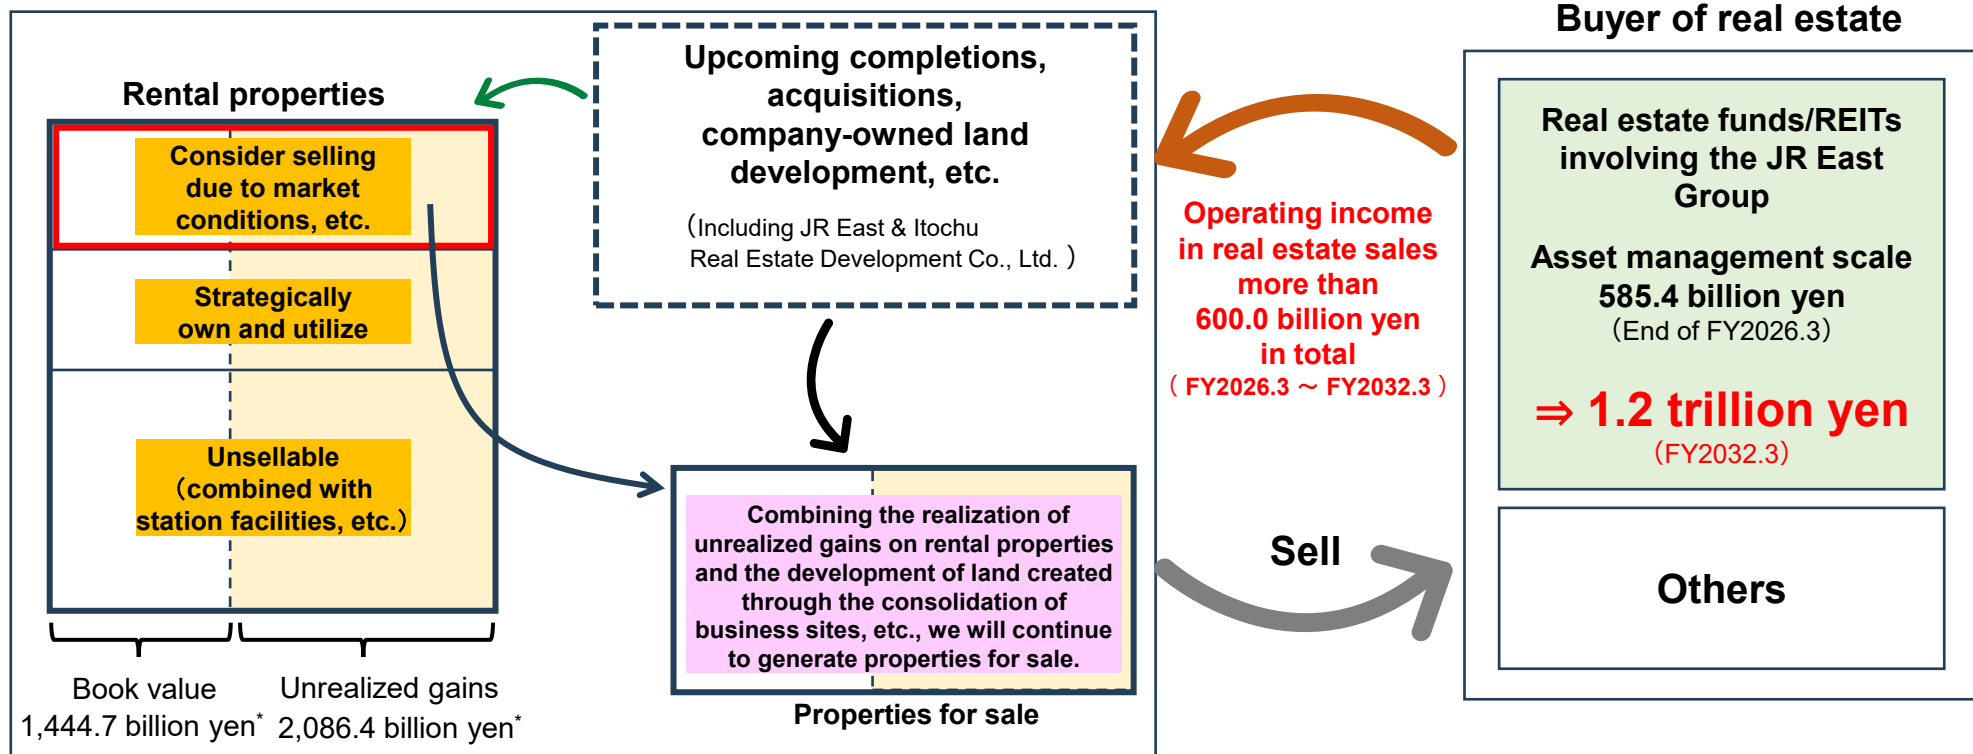 Rental properties
Consider selling
due to market
conditions, etc.
Strategically
own and utilize
Unsellable
（combined with
station facilities, etc.）
Book value
1,444.7 billion yen*
Unrealized gains
2,086.4 billion yen*
Upcoming completions,
acquisitions,
company-owned land
development, etc.
（Including JR East & Itochu
Real Estate Development Co., Ltd. ）
Combining the realization of
unrealized gains on rental properties
and the development of land created
through the consolidation of
business sites, etc., we will continue
to generate properties for sale.
Properties for sale
Operating income
in real estate sales
more than
600.0 billion yen
in total
（ FY2026.3 ～ FY2032.3 ）
Sell
Buyer of real estate
Real estate funds/REITs
involving the JR East
Group
Asset management scale
585.4 billion yen
（End of FY2026.3）
⇒ 1.2 trillion yen
（FY2032.3）
Others